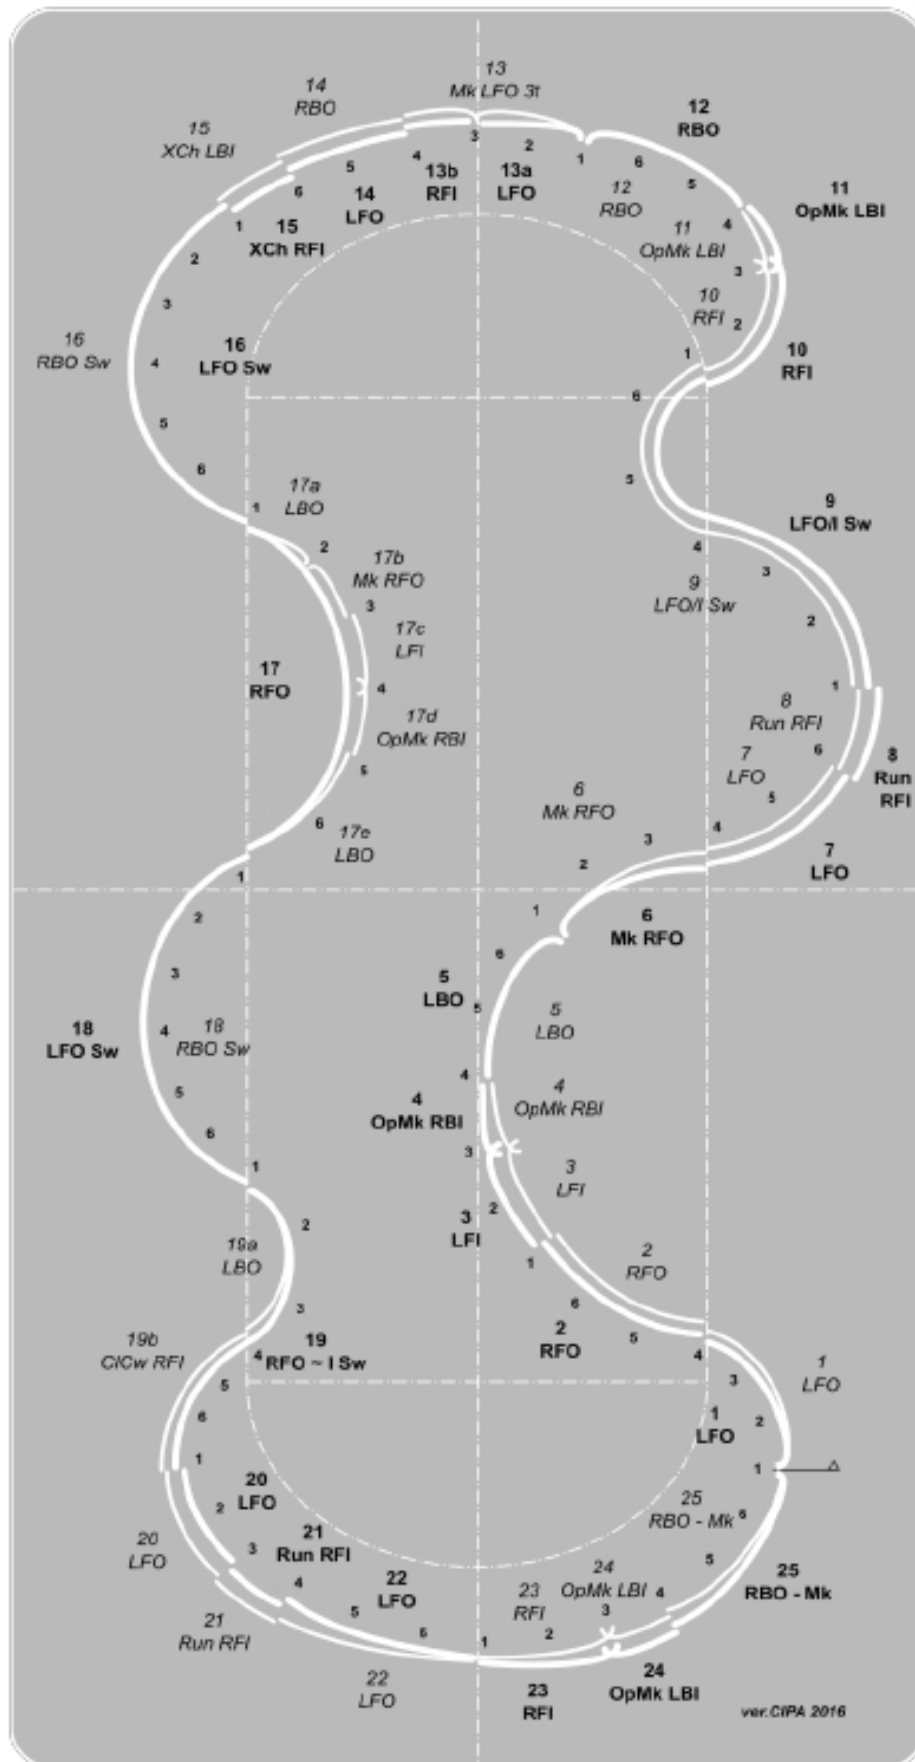 13
Mk LFO 3t
14
RBO
12
RBO
15
XCh LBI
3
2
4
1
6
5
13b
RFI
13a
LFO
5
12
RBO
11
OpMk LBI
6
14
LFO
4
1
15
XCh RFI
11
OpMk LBI
2
3
10
RFI
3
2
16
RBO Sw
16
LFO Sw
4
1
10
RFI
6
5
6
5
17a
LBO
1
9
LFO/I Sw
2
4
17b
Mk RFO
3
9
LFO/I Sw
3
2
17c
LFI
17
RFO
4
1
8
Run RFI
17d
OpMk RBI
6
7
LFO
8
Run
RFI
5
5
6
Mk RFO
6
17e
LBO
3
4
2
7
LFO
1
1
6
Mk RFO
2
6
3
5
LBO
5
5
LBO
18
LFO Sw
4
18
RBO Sw
4
4
OpMk RBI
5
4
OpMk RBI
6
3
1
3
LFI
2
3
LFI
2
19a
LBO
1
2
RFO
3
6
2
RFO
5
19b
ClCw RFI
4
19
RFO ~ I Sw
4
1
LFO
5
3
6
1
LFO
2
1
1
20
LFO
25
RBO - Mk
2
6
20
LFO
3
21
Run RFI
5
25
RBO - Mk
4
22
LFO
24
OpMk LBI
4
23
RFI
3
5
21
Run RFI
6
1
2
22
LFO
23
RFI
24
OpMk LBI
ver.CIPA 2016